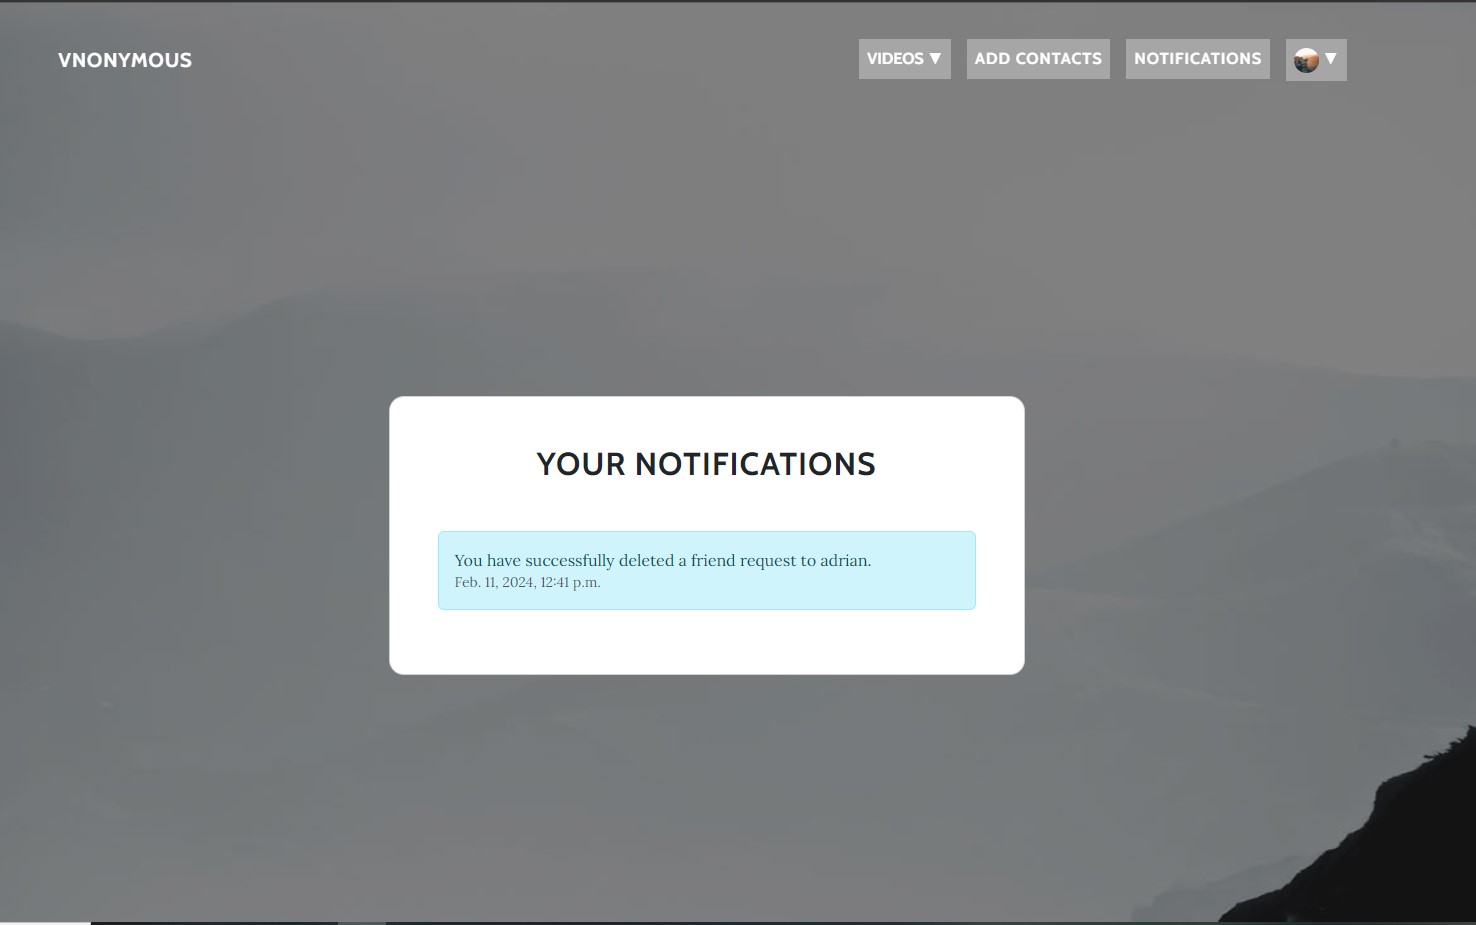 VNONYMOUS
VIDEOS ▼
ADD CONTACTS
NOTIFICATIONS
▼
YOUR NOTIFICATIONS
You have successfully deleted a friend request to adrian.
Feb. 11, 2024, 12:41 p.m.